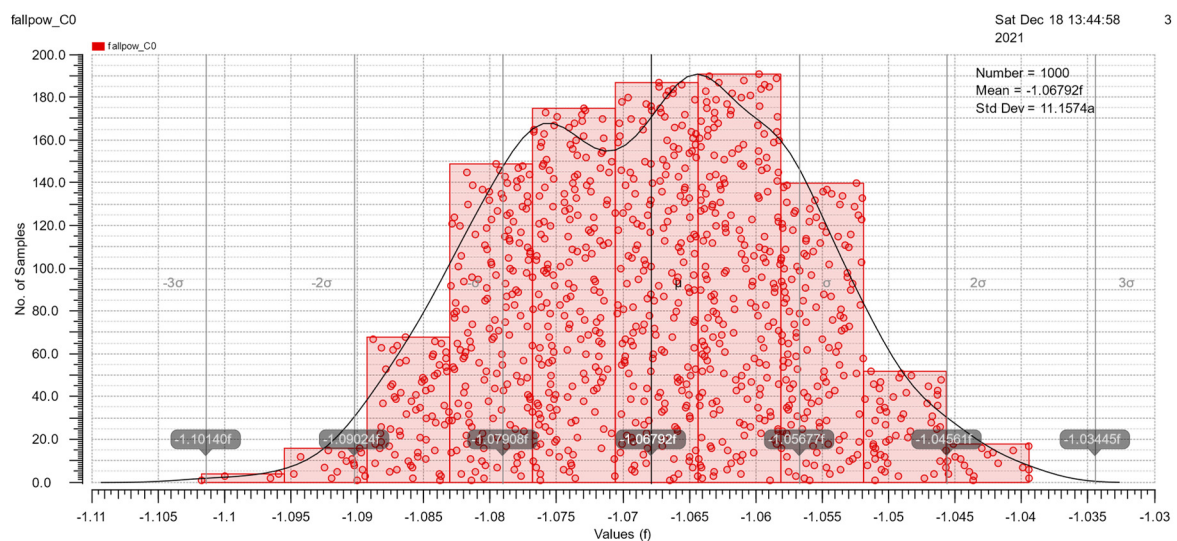 fallpow_C0
Sat Dec 18 13:44:58 3
2021
fallpow_C0
Number = 1000
Mean = -1.06792f
Std Dev = 11.1574a
No. of Samples
200.0
180.0
160.0
140.0
120.0
100.0
80.0
60.0
40.0
20.0
0.0
-3σ -2σ -σ μ σ 2σ 3σ
-1.10140f -1.09024f -1.07908f -1.06792f -1.05677f -1.04561f -1.03445f
-1.11 -1.105 -1.1 -1.095 -1.09 -1.085 -1.08 -1.075 -1.07 -1.065 -1.06 -1.055 -1.05 -1.045 -1.04 -1.035 -1.03
Values (f)